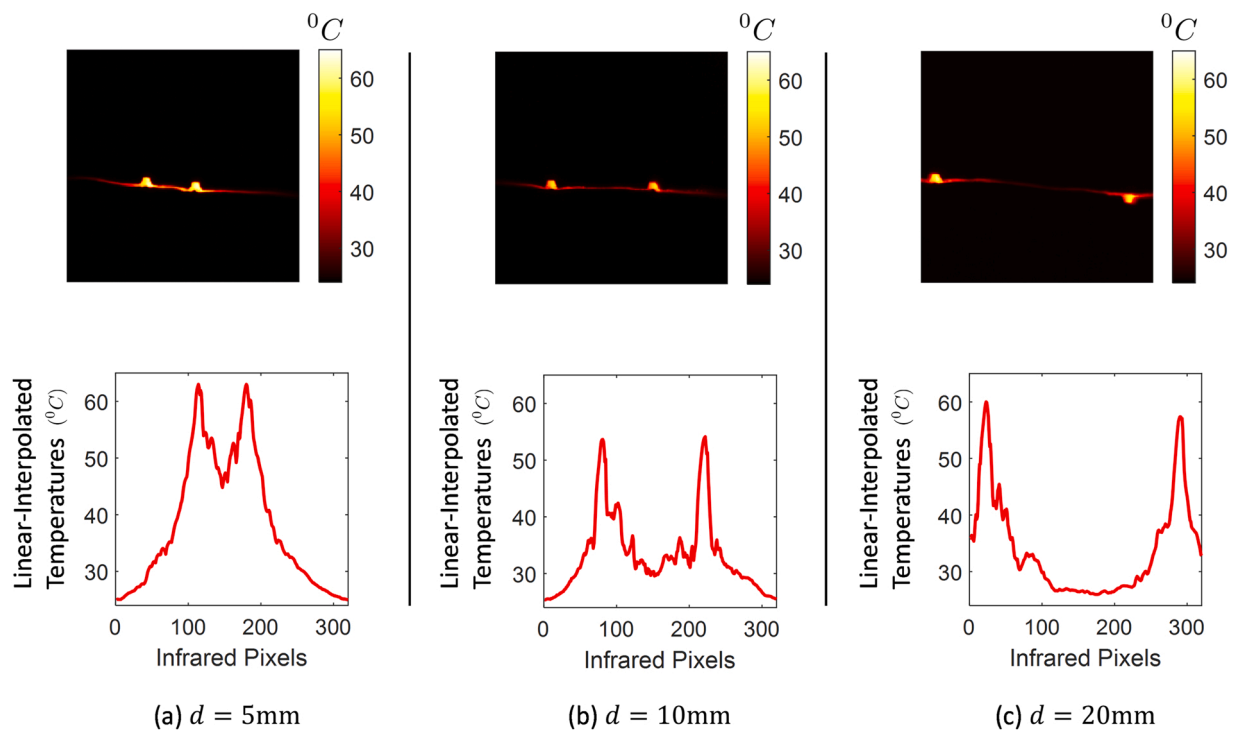 ⁰C
60
50
40
30
⁰C
60
50
40
30
⁰C
60
50
40
30
Linear-Interpolated
Temperatures (⁰C)
60
50
40
30
0 100 200 300
Infrared Pixels
Linear-Interpolated
Temperatures (⁰C)
60
50
40
30
0 100 200 300
Infrared Pixels
Linear-Interpolated
Temperatures (⁰C)
60
50
40
30
0 100 200 300
Infrared Pixels
(a) d = 5mm
(b) d = 10mm
(c) d = 20mm